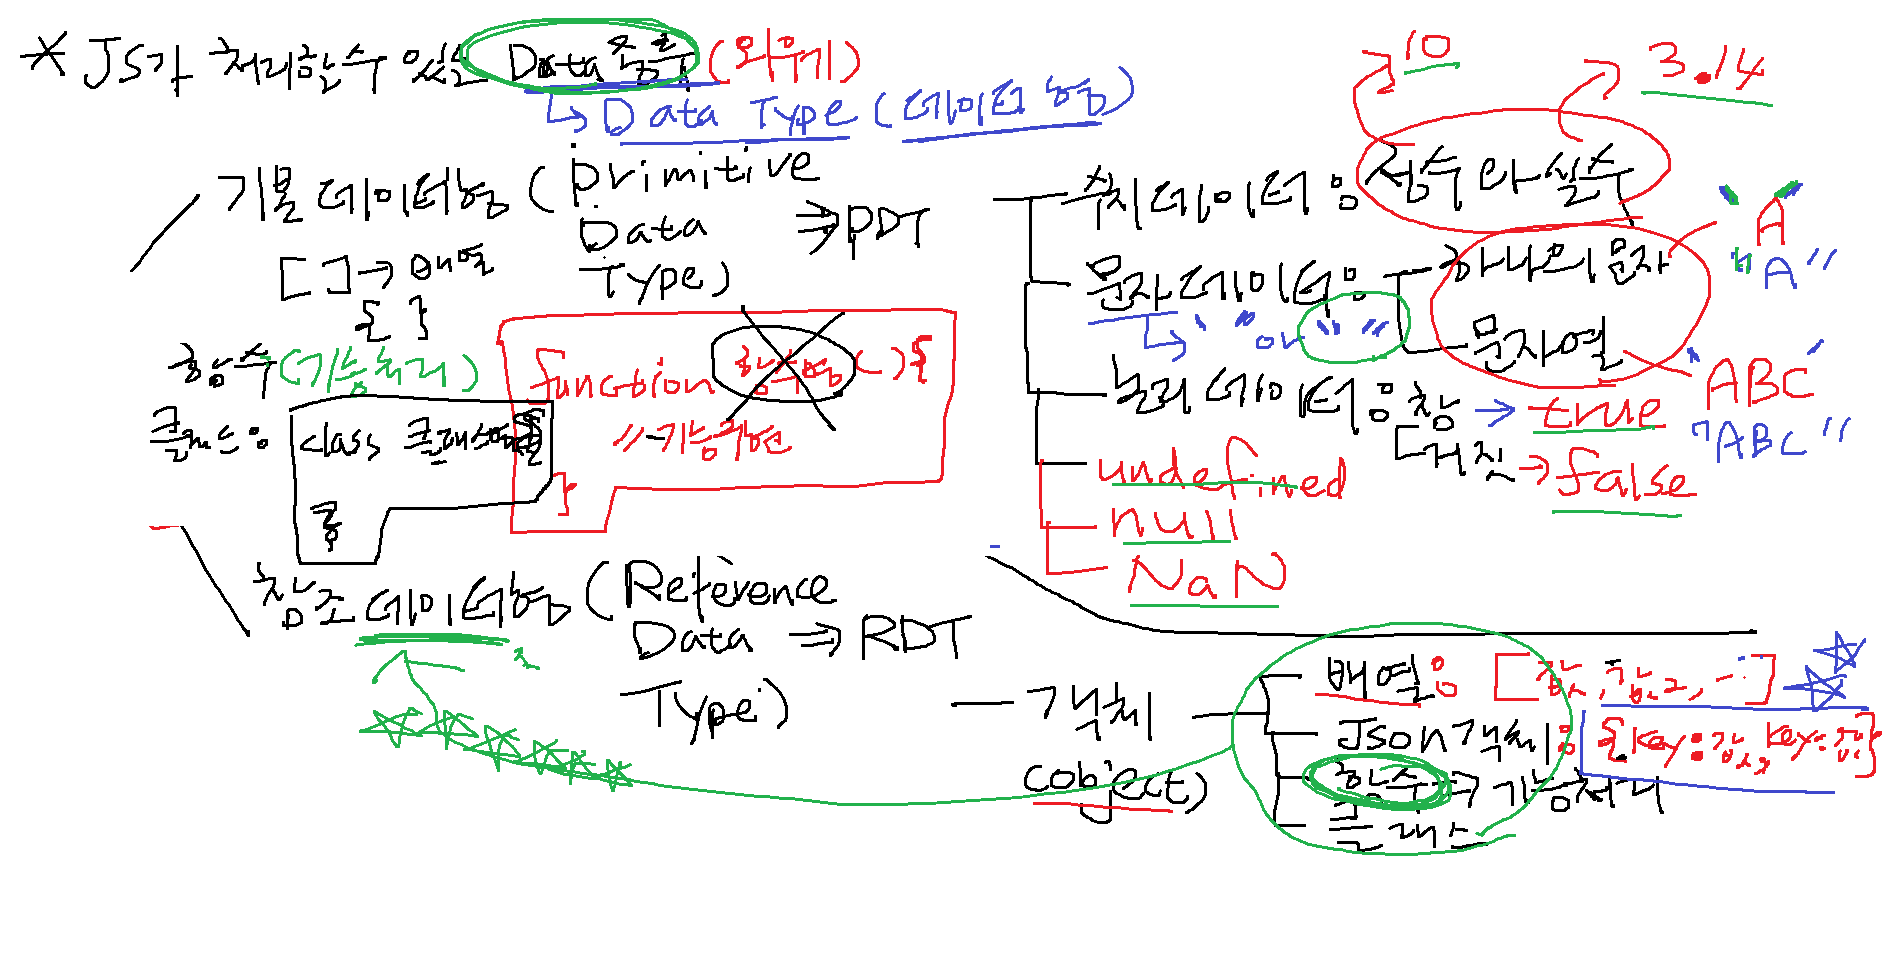 * JS가 처리할수 있는 Data 종류 (외우기)
→ Data Type (데이터형)
10
3.14
기본 데이터형 (Primitive Data Type) ⇒ PDT
[ ] → 배열
{ }
함수 (기능처리)
function 함수명 ( ) {
// 기능구현
}
클래스 : class 클래스명 {
}
수치데이터 : 정수 와 실수
문자데이터 : 하나의 문자
' ' or " "
문자열
'A'
"A"
'ABC'
"ABC"
논리데이터 : 참 → true
거짓 → false
undefined
null
NaN
참조데이터형 (Reference Data Type) ⇒ RDT
객체
(object)
배열 : [값1, 값2, ...]
Json객체 : {key:값, key:값}
함수 → 기능처리
클래스